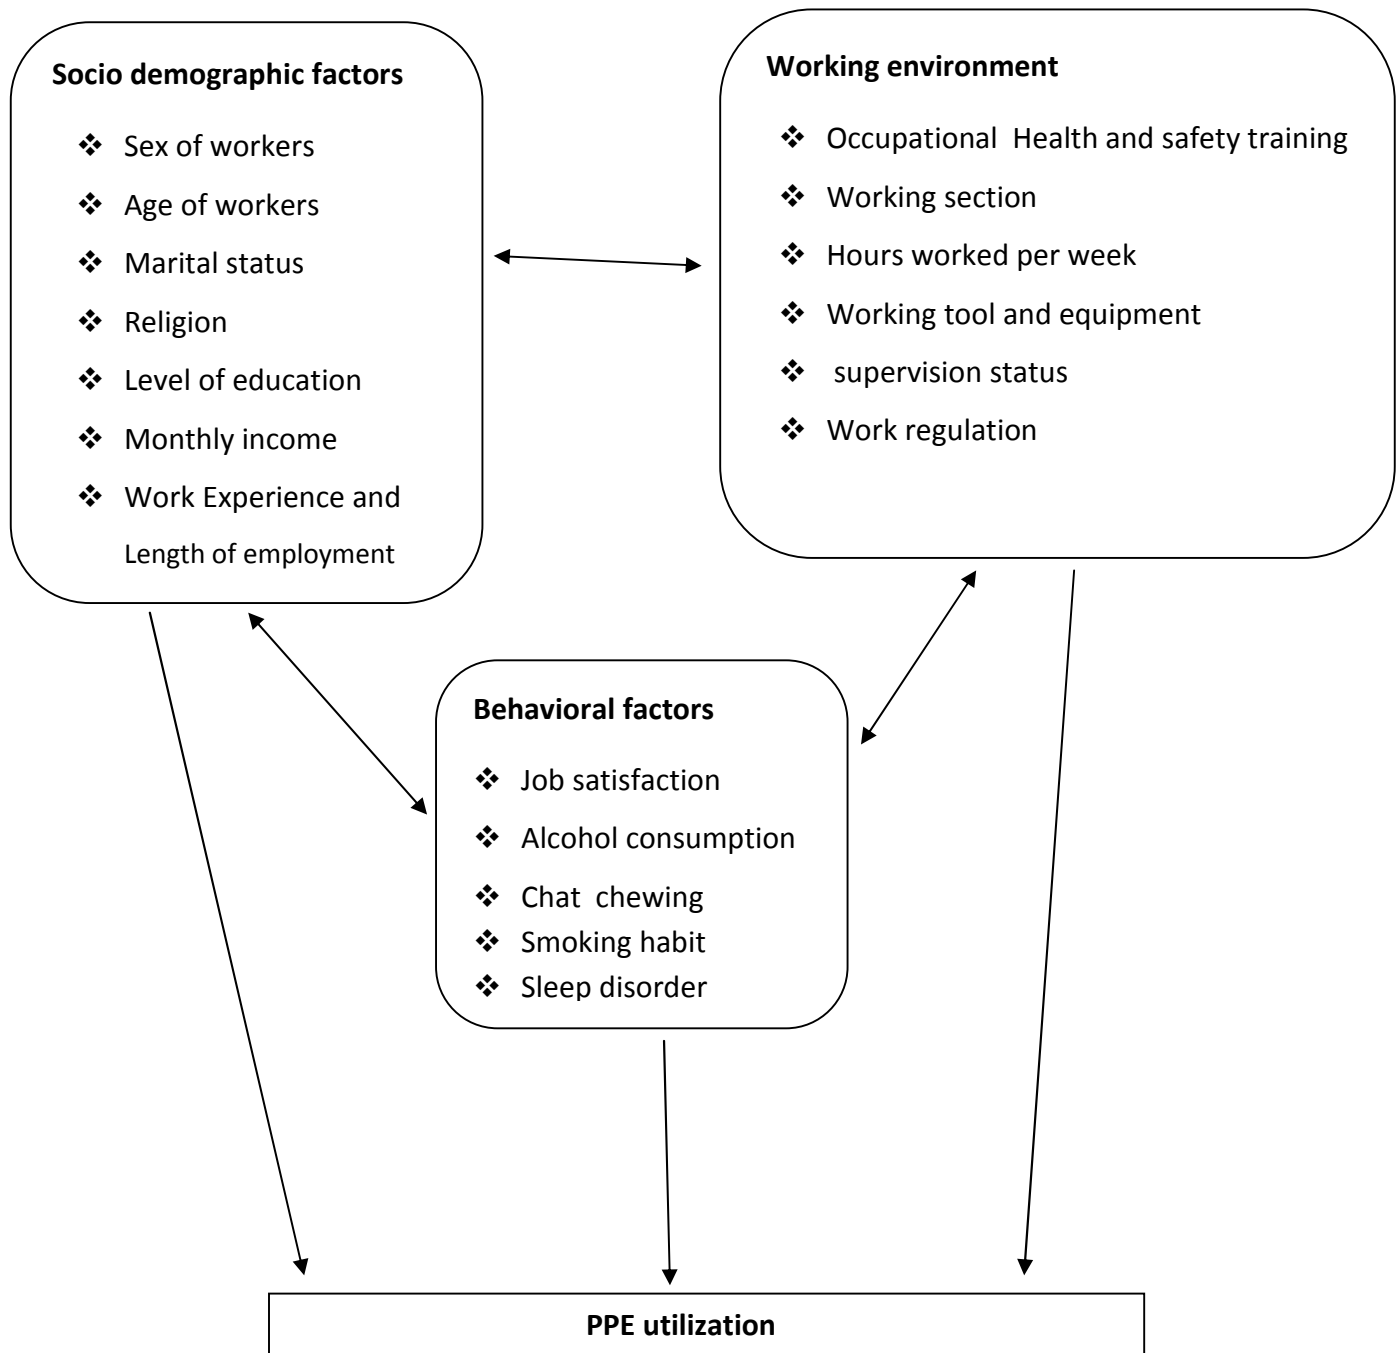 Socio demographic factors
❖ Sex of workers
❖ Age of workers
❖ Marital status
❖ Religion
❖ Level of education
❖ Monthly income
❖ Work Experience and
Length of employment
Working environment
❖ Occupational  Health and safety training
❖ Working section
❖ Hours worked per week
❖ Working tool and equipment
❖ supervision status
❖ Work regulation
Behavioral factors
❖ Job satisfaction
❖ Alcohol consumption
❖ Chat  chewing
❖ Smoking habit
❖ Sleep disorder
PPE utilization